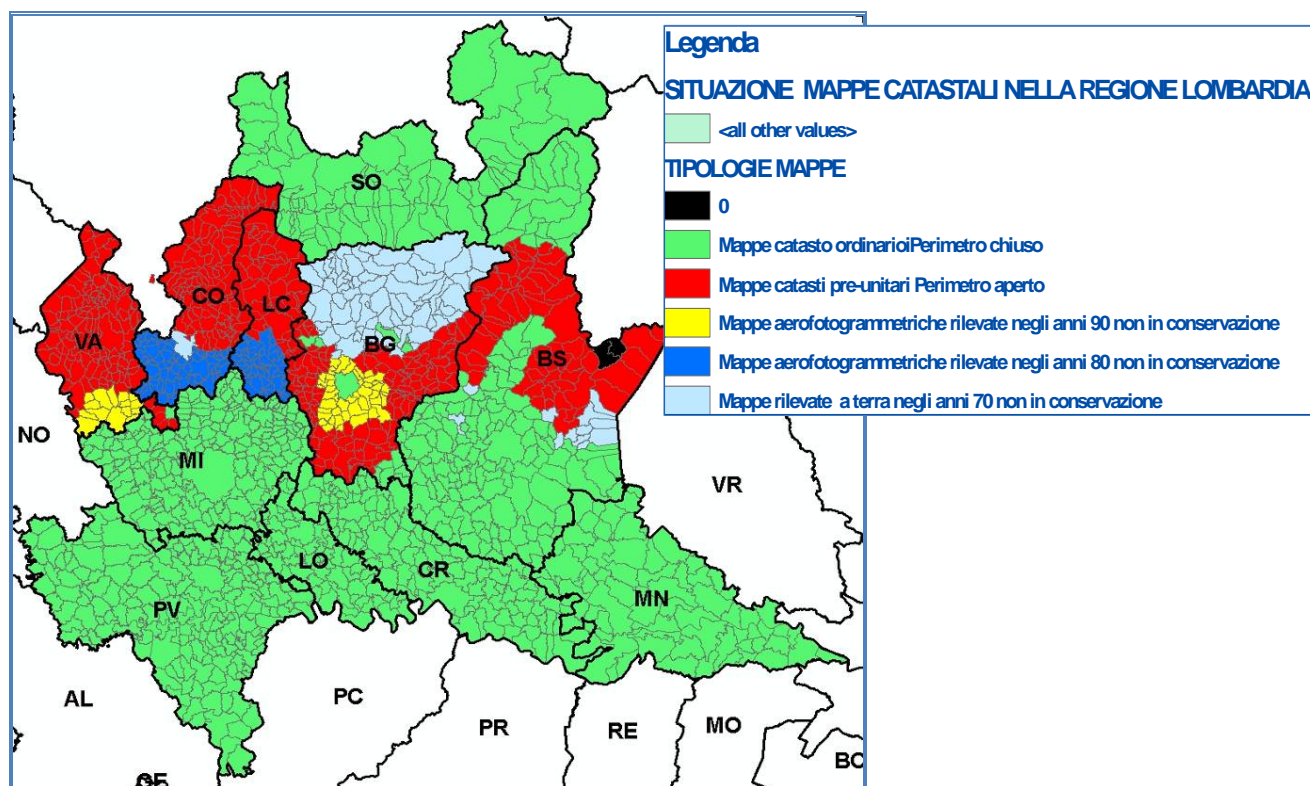 Legenda
SITUAZIONE MAPPE CATASTALI NELLA REGIONE LOMBARDIA
<all other values>
TIPOLOGIE MAPPE
0
Mappe catasto ordinarioiPerimetro chiuso
Mappe catasti pre-unitari Perimetro aperto
Mappe aerofotogrammetriche rilevate negli anni 90 non in conservazione
Mappe aerofotogrammetriche rilevate negli anni 80 non in conservazione
Mappe rilevate a terra negli anni 70 non in conservazione
SO
CO
LC
VA
BG
BS
NO
MI
VR
LO
CR
PV
MN
AL
PC
PR
RE
MO
BO